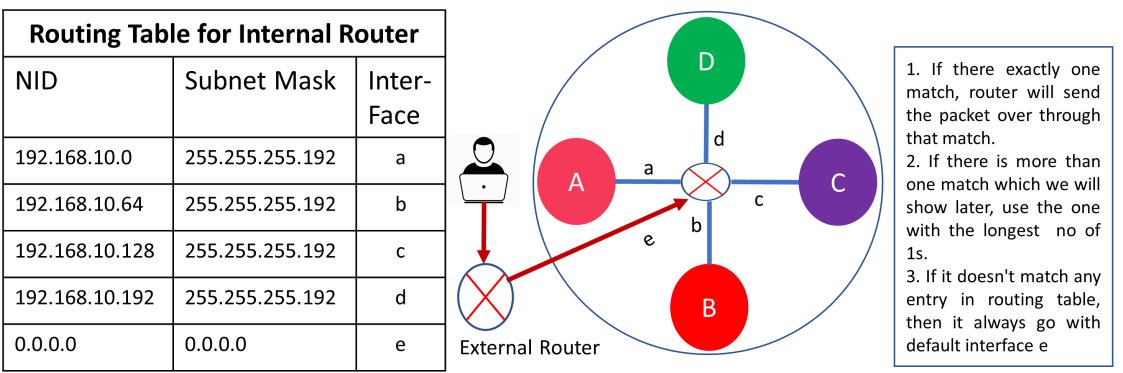 Routing Table for Internal Router
NID Subnet Mask Inter-
Face
192.168.10.0 255.255.255.192 a
192.168.10.64 255.255.255.192 b
192.168.10.128 255.255.255.192 c
192.168.10.192 255.255.255.192 d
0.0.0.0 0.0.0.0 e
D
d
A
a
C
c
b
e
B
External Router
1. If there exactly one
match, router will send
the packet over through
that match.
2. If there is more than
one match which we will
show later, use the one
with the longest no of
1s.
3. If it doesn't match any
entry in routing table,
then it always go with
default interface e